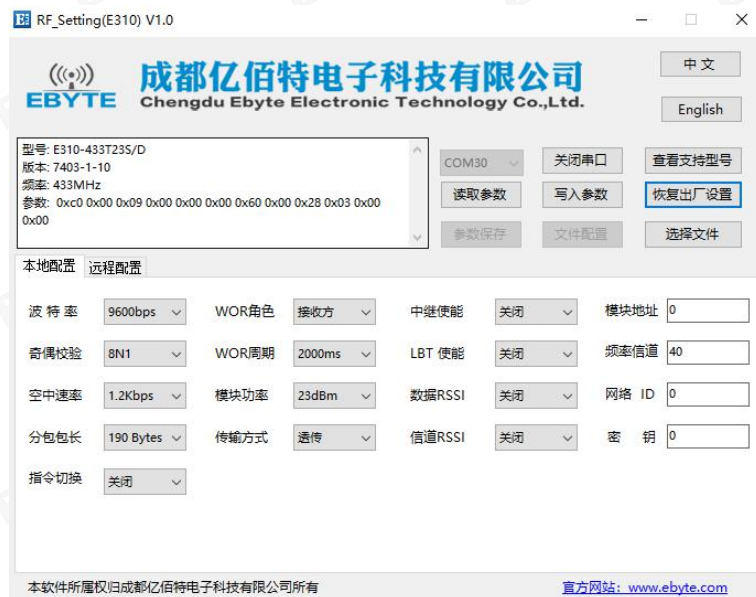 RF_Setting(E310) V1.0
EBYTE
成都亿佰特电子科技有限公司
Chengdu Ebyte Electronic Technology Co.,Ltd.
中 文
English
型号: E310-433T23S/D
版本: 7403-1-10
频率: 433MHz
参数: 0xc0 0x00 0x09 0x00 0x00 0x00 0x60 0x00 0x28 0x03 0x00
0x00
COM30 关闭串口 查看支持型号
读取参数 写入参数 恢复出厂设置
参数保存 文件配置 选择文件
本地配置 远程配置
波 特 率 9600bps WOR角色 接收方 中继使能 关闭 模块地址 0
奇偶校验 8N1 WOR周期 2000ms LBT 使能 关闭 频率信道 40
空中速率 1.2Kbps 模块功率 23dBm 数据RSSI 关闭 网络 ID 0
分包包长 190 Bytes 传输方式 透传 信道RSSI 关闭 密 钥 0
指令切换 关闭
本软件所属权归成都亿佰特电子科技有限公司所有 官方网站: www.ebyte.com